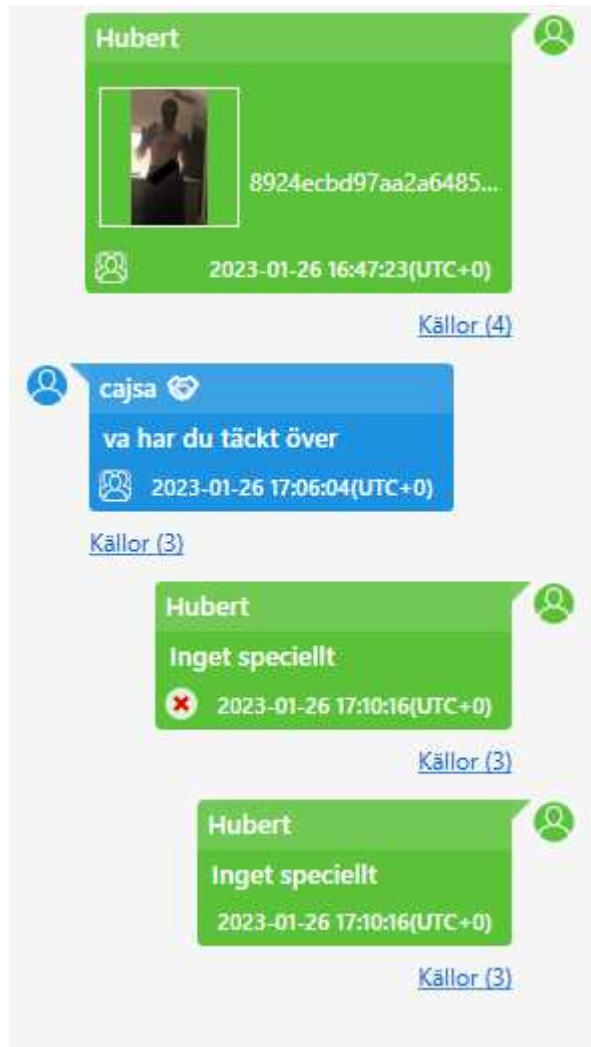 Hubert
8924ecbd97aa2a6485...
2023-01-26 16:47:23(UTC+0)
Källor (4)
cajsa
va har du täckt över
2023-01-26 17:06:04(UTC+0)
Källor (3)
Hubert
Inget speciellt
2023-01-26 17:10:16(UTC+0)
Källor (3)
Hubert
Inget speciellt
2023-01-26 17:10:16(UTC+0)
Källor (3)